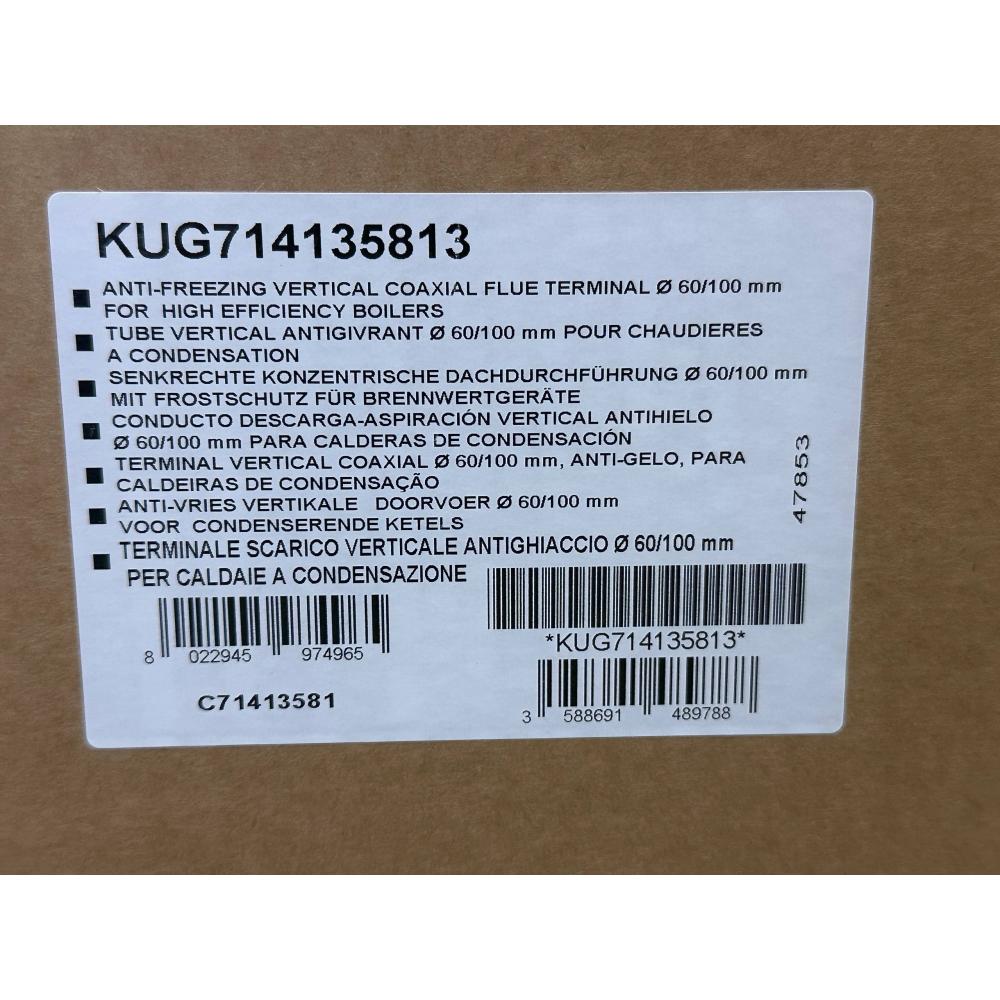 KUG714135813
ANTI-FREEZING VERTICAL COAXIAL FLUE TERMINAL Ø 60/100 mm
FOR HIGH EFFICIENCY BOILERS
TUBE VERTICAL ANTIGIVRANT Ø 60/100 mm POUR CHAUDIERES
A CONDENSATION
SENKRECHTE KONZENTRISCHE DACHDURCHFÜHRUNG Ø 60/100 mm
MIT FROSTSCHUTZ FÜR BRENNWERTGERÄTE
CONDUCTO DESCARGA-ASPIRACIÓN VERTICAL ANTIHIELO
Ø 60/100 mm PARA CALDERAS DE CONDENSACIÓN
TERMINAL VERTICAL COAXIAL Ø 60/100 mm, ANTI-GELO, PARA
CALDEIRAS DE CONDENSAÇÃO
ANTI-VRIES VERTIKALE DOORVOER Ø 60/100 mm
VOOR CONDENSERENDE KETELS
TERMINALE SCARICO VERTICALE ANTIGHIACCIO Ø 60/100 mm
PER CALDAIE A CONDENSAZIONE
47853
8 022945 974965
*KUG714135813*
C71413581
3 588691 489788